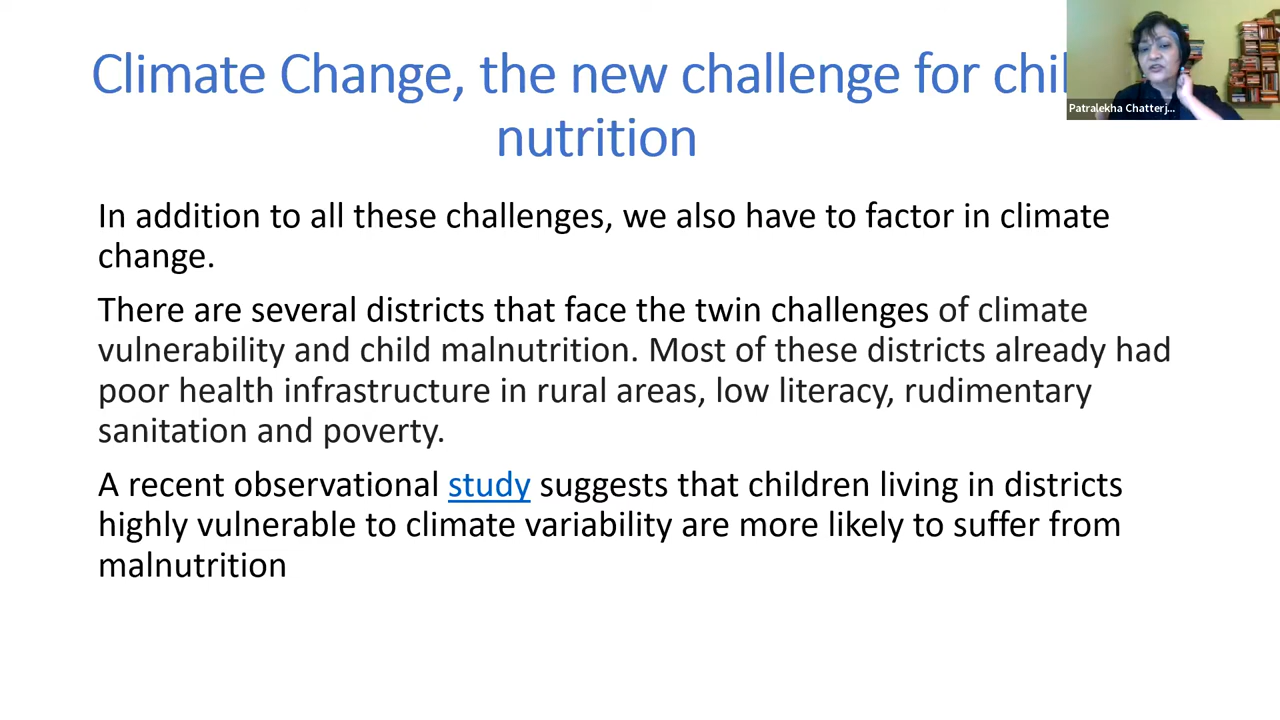 Climate Change, the new challenge for chil
nutrition
Patralekha Chatterj...
In addition to all these challenges, we also have to factor in climate
change.
There are several districts that face the twin challenges of climate
vulnerability and child malnutrition. Most of these districts already had
poor health infrastructure in rural areas, low literacy, rudimentary
sanitation and poverty.
A recent observational study suggests that children living in districts
highly vulnerable to climate variability are more likely to suffer from
malnutrition